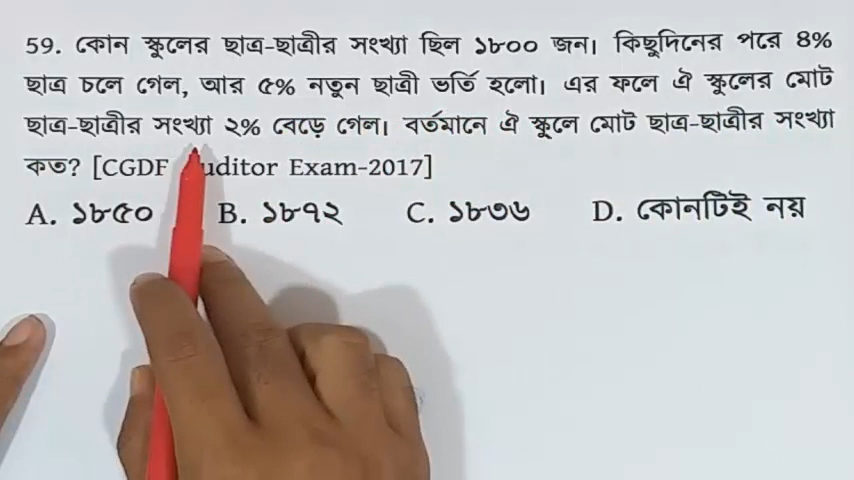 59. কোন স্কুলের ছাত্র-ছাত্রীর সংখ্যা ছিল ১৮০০ জন। কিছুদিনের পরে 8%
ছাত্র চলে গেল, আর ৫% নতুন ছাত্রী ভর্তি হলো। এর ফলে ঐ স্কুলের মোট
ছাত্র-ছাত্রীর সংখ্যা ২% বেড়ে গেল। বর্তমানে ঐ স্কুলে মোট ছাত্র-ছাত্রীর সংখ্যা
কত? [CGDF uditor Exam-2017]
A. ১৮৫০ B. ১৮৭২ C. ১৮৩৬ D. কোনটিই নয়